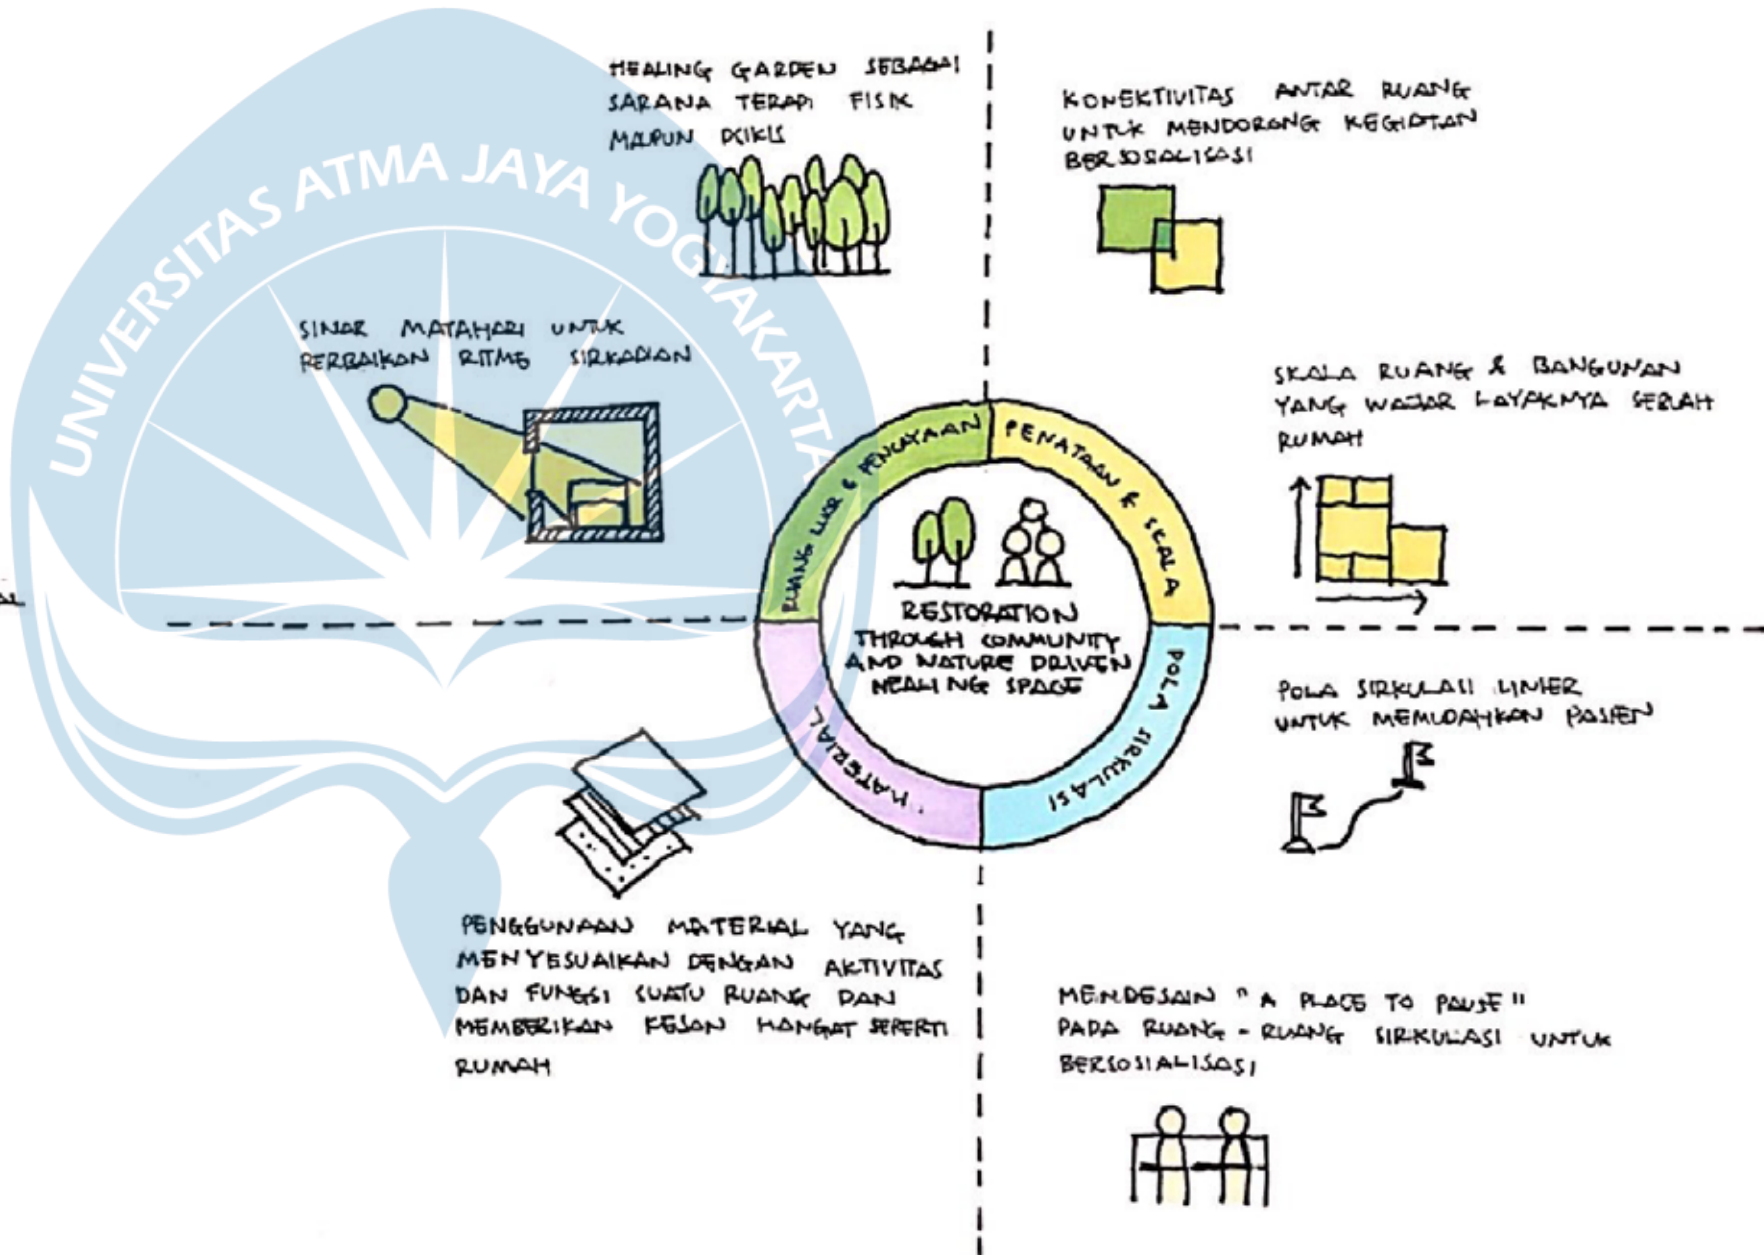 UNIVERSITAS ATMA JAYA YOGYAKARTA
HEALING GARDEN SEBAGAI
SARANA TERAPI FISIK
MAUPUN PSIKIS
KONEKTIVITAS ANTAR RUANG
UNTUK MENDORONG KEGIATAN
BERSOSALISASI
SINAR MATAHARI UNTUK
PERBAIKAN RITME SIRKADIAN
SKALA RUANG & BANGUNAN
YANG WAJAR LAYAKNYA SEBUAH
RUMAH
RUANG LUAR & PENCAYAAN
PENATAAN & SKALA
POLA SIRKULASI
MATERIAL
RESTORATION
THROUGH COMMUNITY
AND NATURE DRIVEN
HEALING SPACE
POLA SIRKULASI LINIER
UNTUK MEMUDAHKAN PASIEN
PENGGUNAAN MATERIAL YANG
MENYESUAIKAN DENGAN AKTIVITAS
DAN FUNGSI SUATU RUANG DAN
MEMBERIKAN KESAN HANGAT SEPERTI
RUMAH
MENDESAIN "A PLACE TO PAUSE"
PADA RUANG - RUANG SIRKULASI UNTUK
BERSOSIALISASI